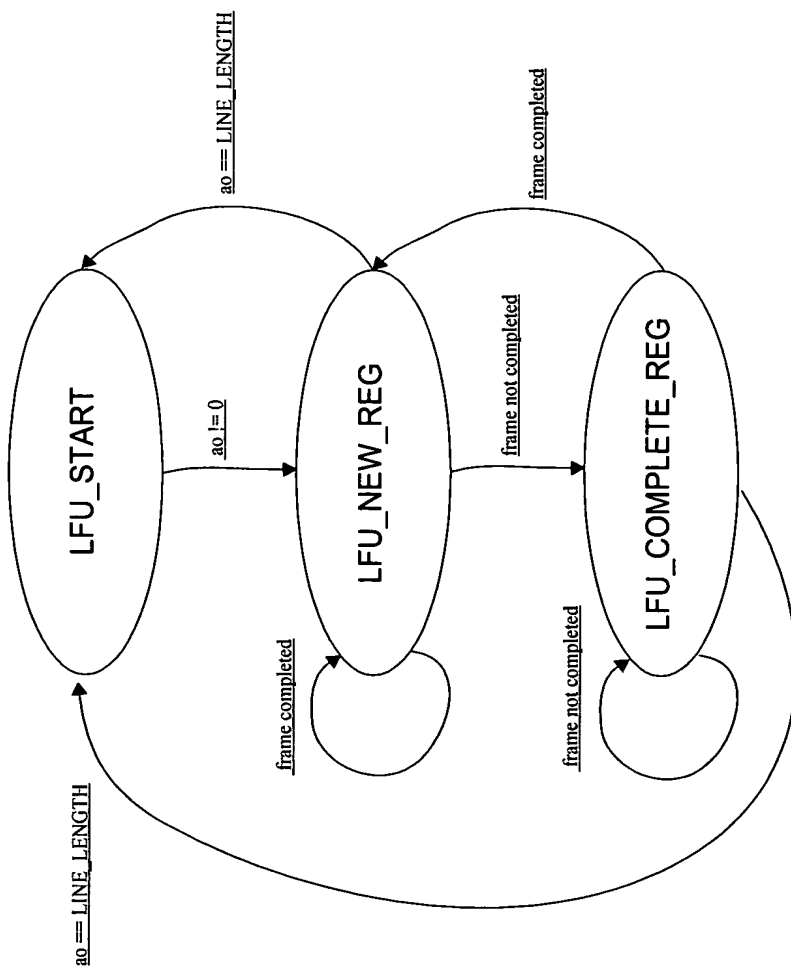 ao == LINE_LENGTH
LFU_START
ao == LINE_LENGTH
ao != 0
frame completed
LFU_NEW_REG
frame not completed
frame completed
frame not completed
LFU_COMPLETE_REG